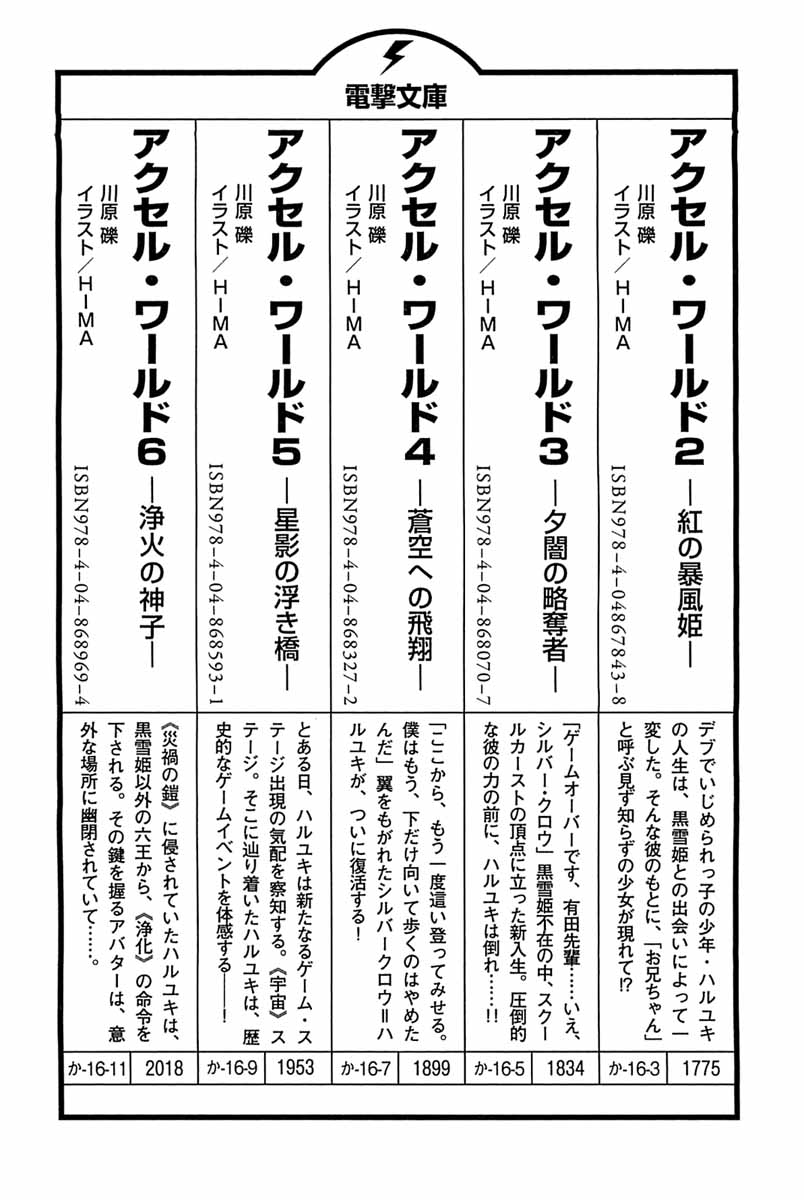 電撃文庫
アクセル・ワールド2
―紅の暴風姫―
川原 礫
イラスト/HIMA
ISBN978-4-04867843-8
デブでいじめられっ子の少年・ハルユキ
の人生は、黒雪姫との出会いによって一
変した。そんな彼のもとに、「お兄ちゃん」
と呼ぶ見ず知らずの少女が現れて!?
か-16-3
1775
アクセル・ワールド3
―夕闇の略奪者―
川原 礫
イラスト/HIMA
ISBN978-4-04-868070-7
「ゲームオーバーです、有田先輩……いえ、
シルバー・クロウ」黒雪姫不在の中、スクー
ルカーストの頂点に立った新入生。圧倒的
な彼の力の前に、ハルユキは倒れ……!!
か-16-5
1834
アクセル・ワールド4
―蒼空への飛翔―
川原 礫
イラスト/HIMA
ISBN978-4-04-868327-2
「ここから、もう一度這い登ってみせる。
僕はもう、下だけ向いて歩くのはやめた
んだ」翼をもがれたシルバークロウ=ハ
ルユキが、ついに復活する!
か-16-7
1899
アクセル・ワールド5
―星影の浮き橋―
川原 礫
イラスト/HIMA
ISBN978-4-04-868593-1
とある日、ハルユキは新たなるゲーム・ス
テージ出現の気配を察知する。《宇宙》ス
テージ。そこに辿り着いたハルユキは、歴
史的なゲームイベントを体感する――!
か-16-9
1953
アクセル・ワールド6
―浄火の神子―
川原 礫
イラスト/HIMA
ISBN978-4-04-868969-4
《災禍の鎧》に侵されていたハルユキは、
黒雪姫以外の六王から、《浄化》の命令を
下される。その鍵を握るアバターは、意
外な場所に幽閉されていて……。
か-16-11
2018